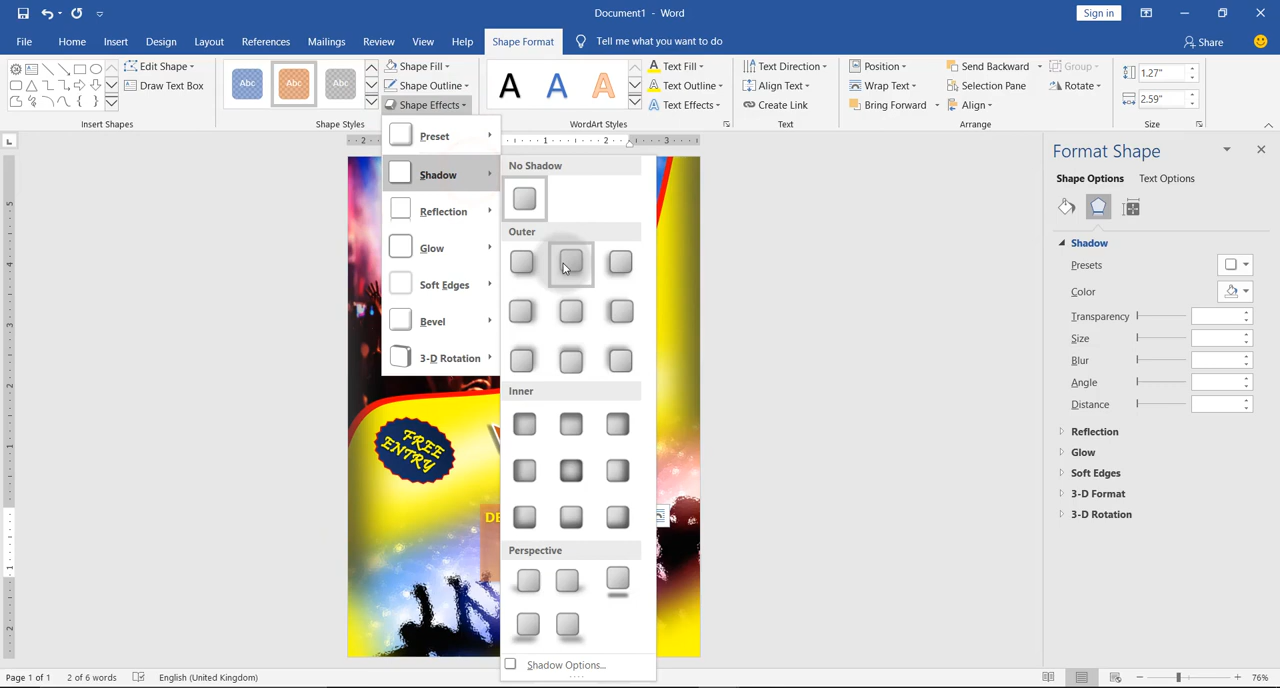 Document1 - Word
Sign in
File Home Insert Design Layout References Mailings Review View Help Shape Format Tell me what you want to do Share
Edit Shape
Draw Text Box
Insert Shapes
Abc Abc Abc
Shape Styles
Shape Fill
Shape Outline
Shape Effects
A A A
WordArt Styles
Text Fill
Text Outline
Text Effects
Text Direction
Align Text
Create Link
Text
Position
Wrap Text
Bring Forward
Send Backward
Selection Pane
Align
Group
Rotate
Arrange
1.27"
2.59"
Size
2 1 2 3
Preset
Shadow
Reflection
Glow
Soft Edges
Bevel
3-D Rotation
No Shadow
Outer
Inner
Perspective
Shadow Options...
FREE
ENTRY
DE
Format Shape
Shape Options Text Options
Shadow
Presets
Color
Transparency
Size
Blur
Angle
Distance
Reflection
Glow
Soft Edges
3-D Format
3-D Rotation
Page 1 of 1 2 of 6 words English (United Kingdom) 76%